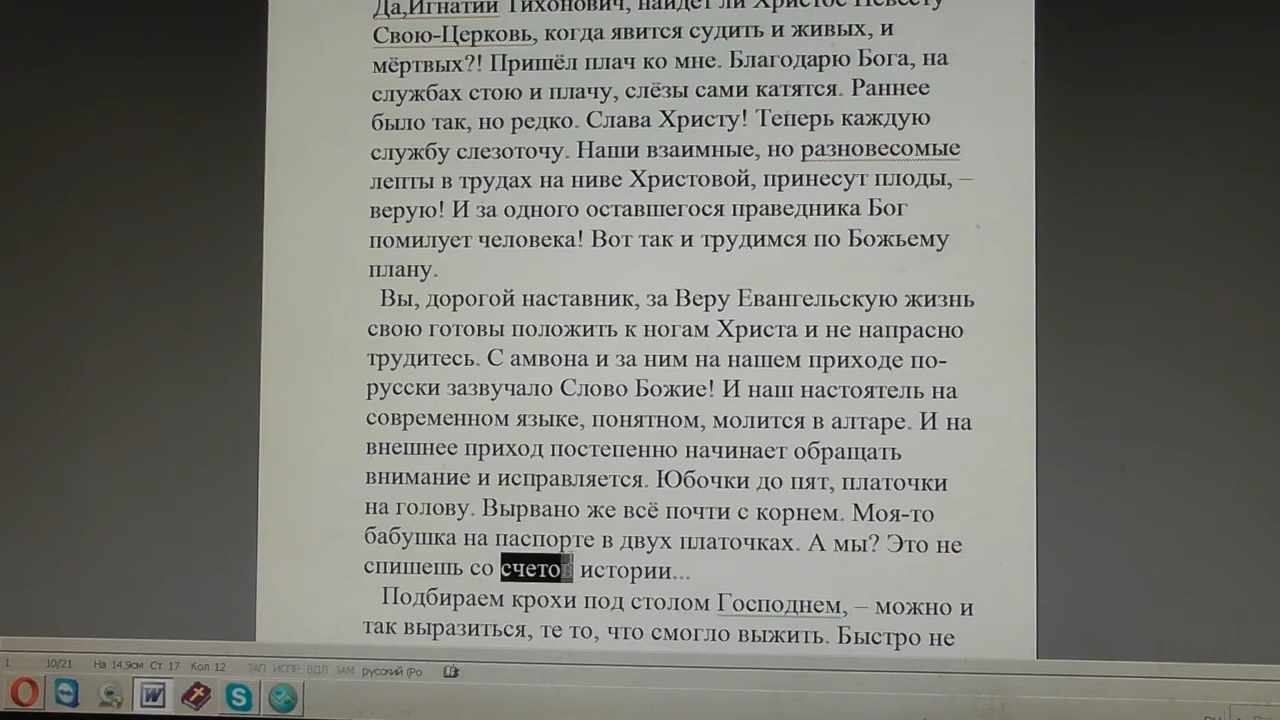 Да,Игнатий Тихонович, найдёт ли Христос Невесту
Свою-Церковь, когда явится судить и живых, и
мёртвых?! Пришёл плач ко мне. Благодарю Бога, на
службах стою и плачу, слёзы сами катятся. Раннее
было так, но редко. Слава Христу! Теперь каждую
службу слезоточу. Наши взаимные, но разновесомые
лепты в трудах на ниве Христовой, принесут плоды, –
верую! И за одного оставшегося праведника Бог
помилует человека! Вот так и трудимся по Божьему
плану.
Вы, дорогой наставник, за Веру Евангельскую жизнь
свою готовы положить к ногам Христа и не напрасно
трудитесь. С амвона и за ним на нашем приходе по-
русски зазвучало Слово Божие! И наш настоятель на
современном языке, понятном, молится в алтаре. И на
внешнее приход постепенно начинает обращать
внимание и исправляется. Юбочки до пят, платочки
на голову. Вырвано же всё почти с корнем. Моя-то
бабушка на паспорте в двух платочках. А мы? Это не
спишешь со счетов истории...
Подбираем крохи под столом Господнем, – можно и
так выразиться, те то, что смогло выжить. Быстро не
1 10/21 На 14,9см Ст 17 Кол 12 ЗАП ИСПР ВДЛ ЗАМ русский (Ро